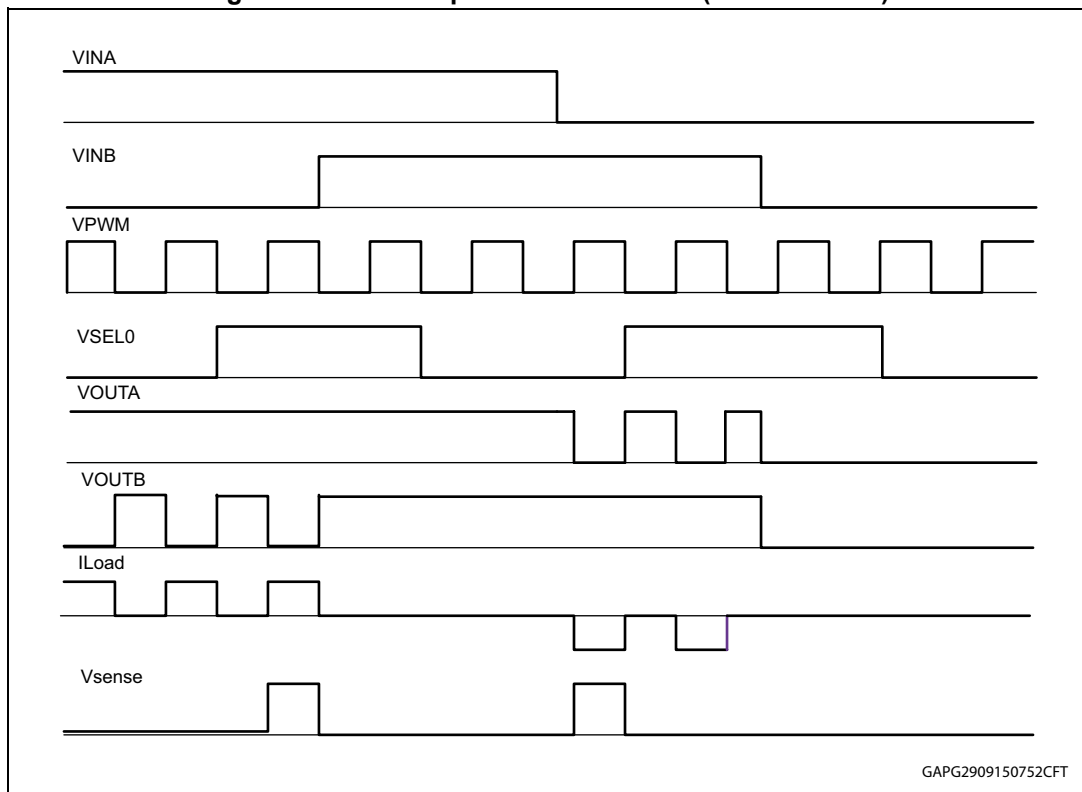 VINA
VINB
VPWM
VSEL0
VOUTA
VOUTB
ILoad
Vsense
GAPG2909150752CFT